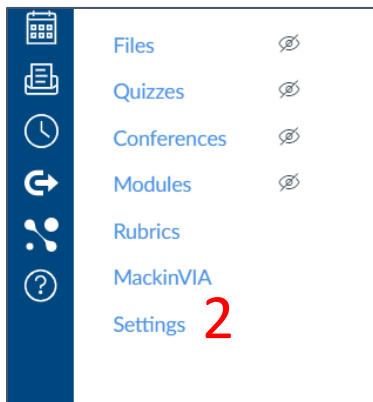 Files
Quizzes
Conferences
Modules
Rubrics
MackinVIA
Settings 2
?